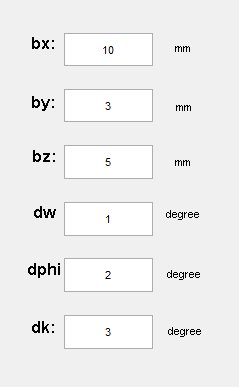 bx: 10 mm
by: 3 mm
bz: 5 mm
dw 1 degree
dphi 2 degree
dk: 3 degree